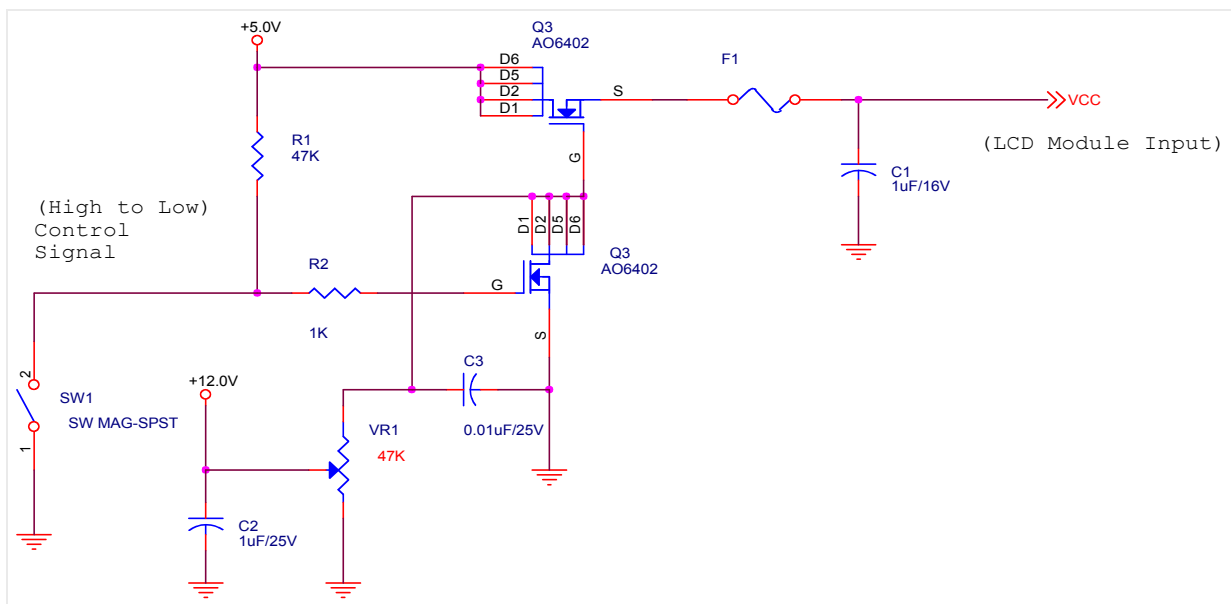 +5.0V
Q3
AO6402
F1
D6
D5
D2
D1
S
G
VCC
(LCD Module Input)
R1
47K
C1
1uF/16V
(High to Low)
Control
Signal
D1
D2
D5
D6
Q3
AO6402
R2
1K
G
S
C3
0.01uF/25V
+12.0V
2
SW1
SW MAG-SPST
1
VR1
47K
C2
1uF/25V